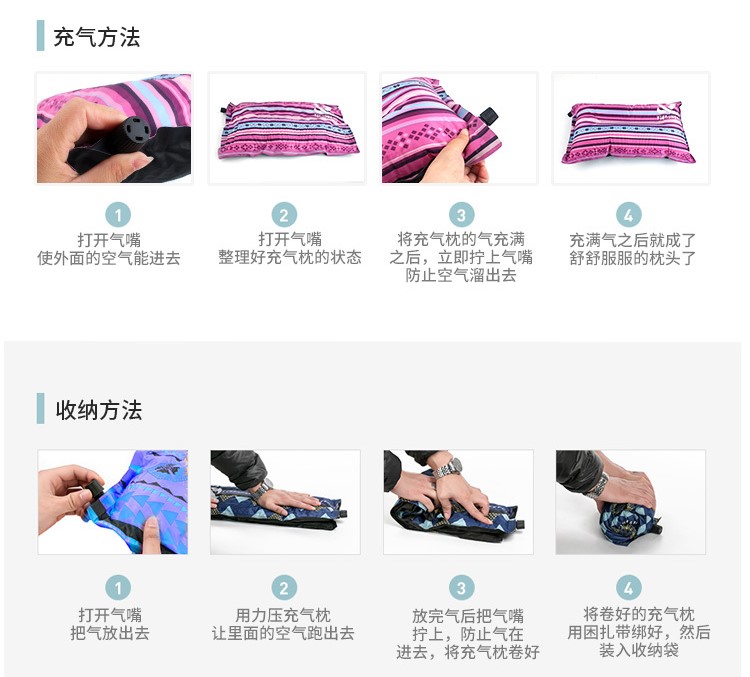 充气方法
1
打开气嘴
使外面的空气能进去
2
打开气嘴
整理好充气枕的状态
3
将充气枕的气充满
之后，立即拧上气嘴
防止空气溜出去
4
充满气之后就成了
舒舒服服的枕头了
收纳方法
1
打开气嘴
把气放出去
2
用力压充气枕
让里面的空气跑出去
3
放完气后把气嘴
拧上，防止气在
进去，将充气枕卷好
4
将卷好的充气枕
用困扎带绑好，然后
装入收纳袋